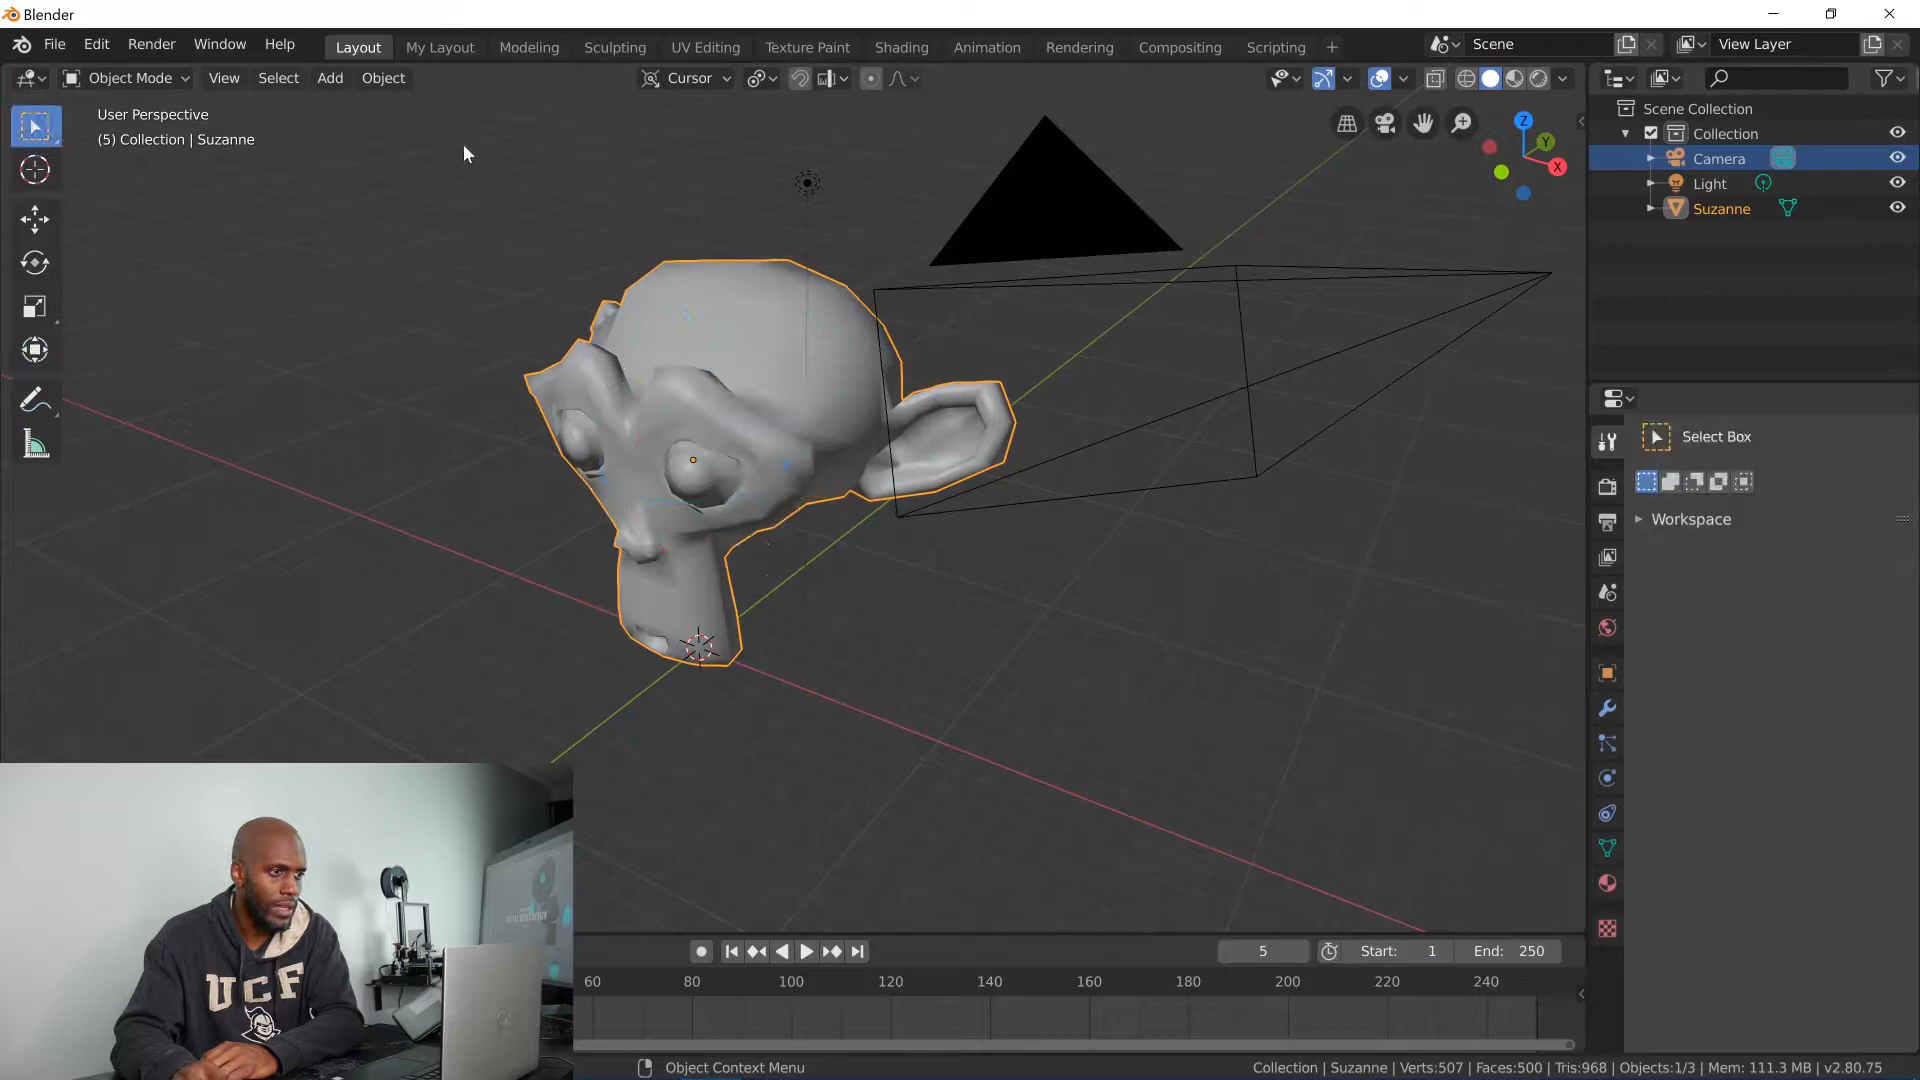 Blender
File Edit Render Window Help Layout My Layout Modeling Sculpting UV Editing Texture Paint Shading Animation Rendering Compositing Scripting + Scene View Layer
Object Mode View Select Add Object Cursor
User Perspective
(5) Collection | Suzanne
Z
Y
X
Scene Collection
Collection
Camera
Light
Suzanne
Select Box
Workspace
5 Start: 1 End: 250
60 80 100 120 140 160 180 200 220 240
UCF
Object Context Menu Collection | Suzanne | Verts:507 | Faces:500 | Tris:968 | Objects:1/3 | Mem: 111.3 MB | v2.80.75